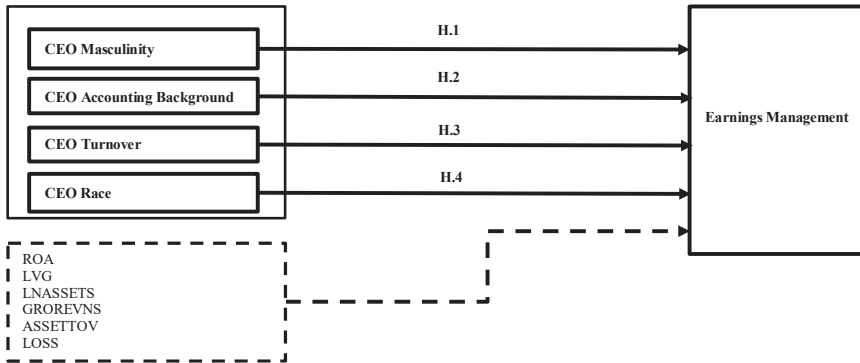 H.1
CEO Masculinity
H.2
CEO Accounting Background
Earnings Management
H.3
CEO Turnover
H.4
CEO Race
ROA
LVG
LNASSETS
GROREVNS
ASSETTOV
LOSS